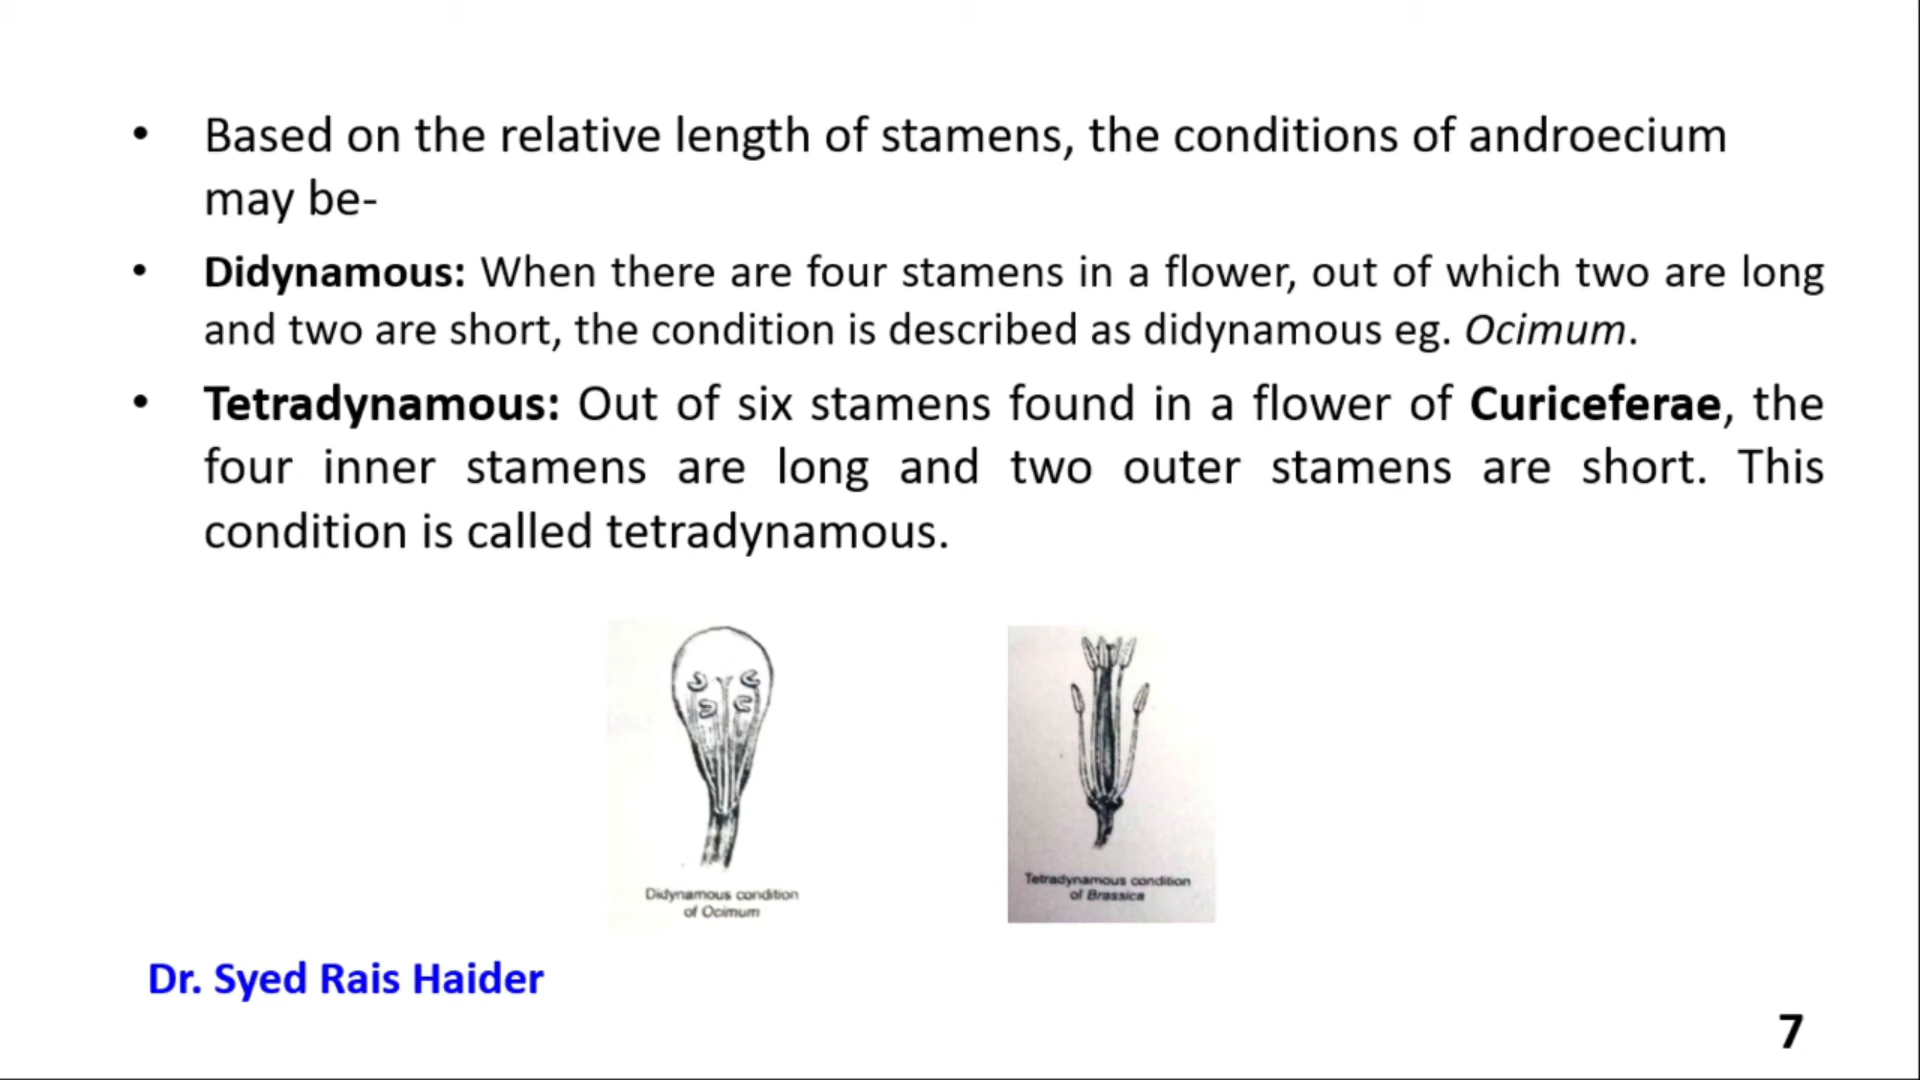 • Based on the relative length of stamens, the conditions of androecium
may be-
• Didynamous: When there are four stamens in a flower, out of which two are long
and two are short, the condition is described as didynamous eg. Ocimum.
• Tetradynamous: Out of six stamens found in a flower of Curiceferae, the
four inner stamens are long and two outer stamens are short. This
condition is called tetradynamous.
Didynamous condition
of Ocimum
Tetradynamous condition
of Brassica
Dr. Syed Rais Haider
7